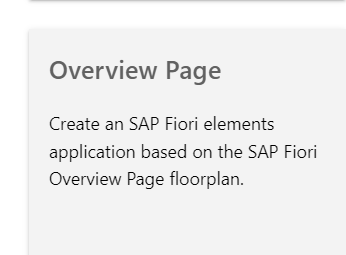 Overview Page
Create an SAP Fiori elements
application based on the SAP Fiori
Overview Page floorplan.